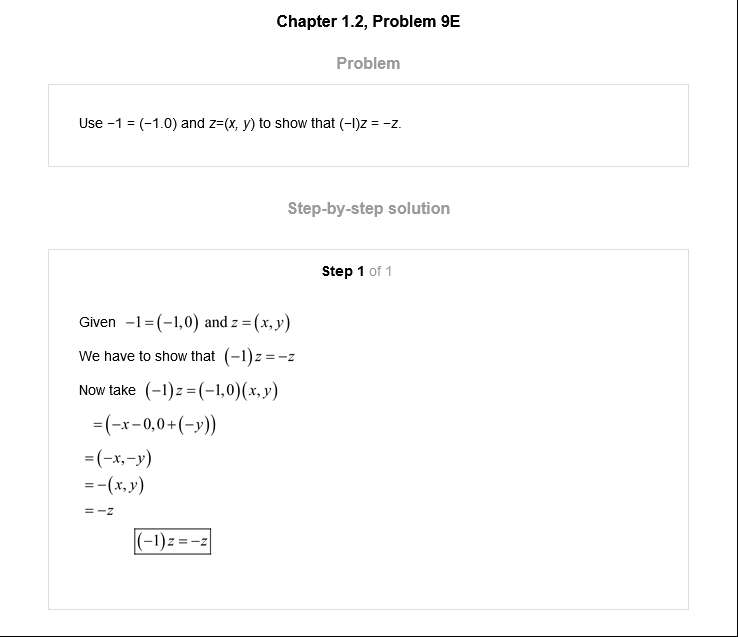 Chapter 1.2, Problem 9E
Problem
Use −1 = (−1.0) and z=(x, y) to show that (−l)z = −z.
Step-by-step solution
Step 1 of 1
Given −1=(−1,0) and z=(x,y)
We have to show that (−1)z=−z
Now take (−1)z=(−1,0)(x,y)
=(−x−0,0+(−y))
=(−x,−y)
=−(x,y)
=−z
(−1)z=−z